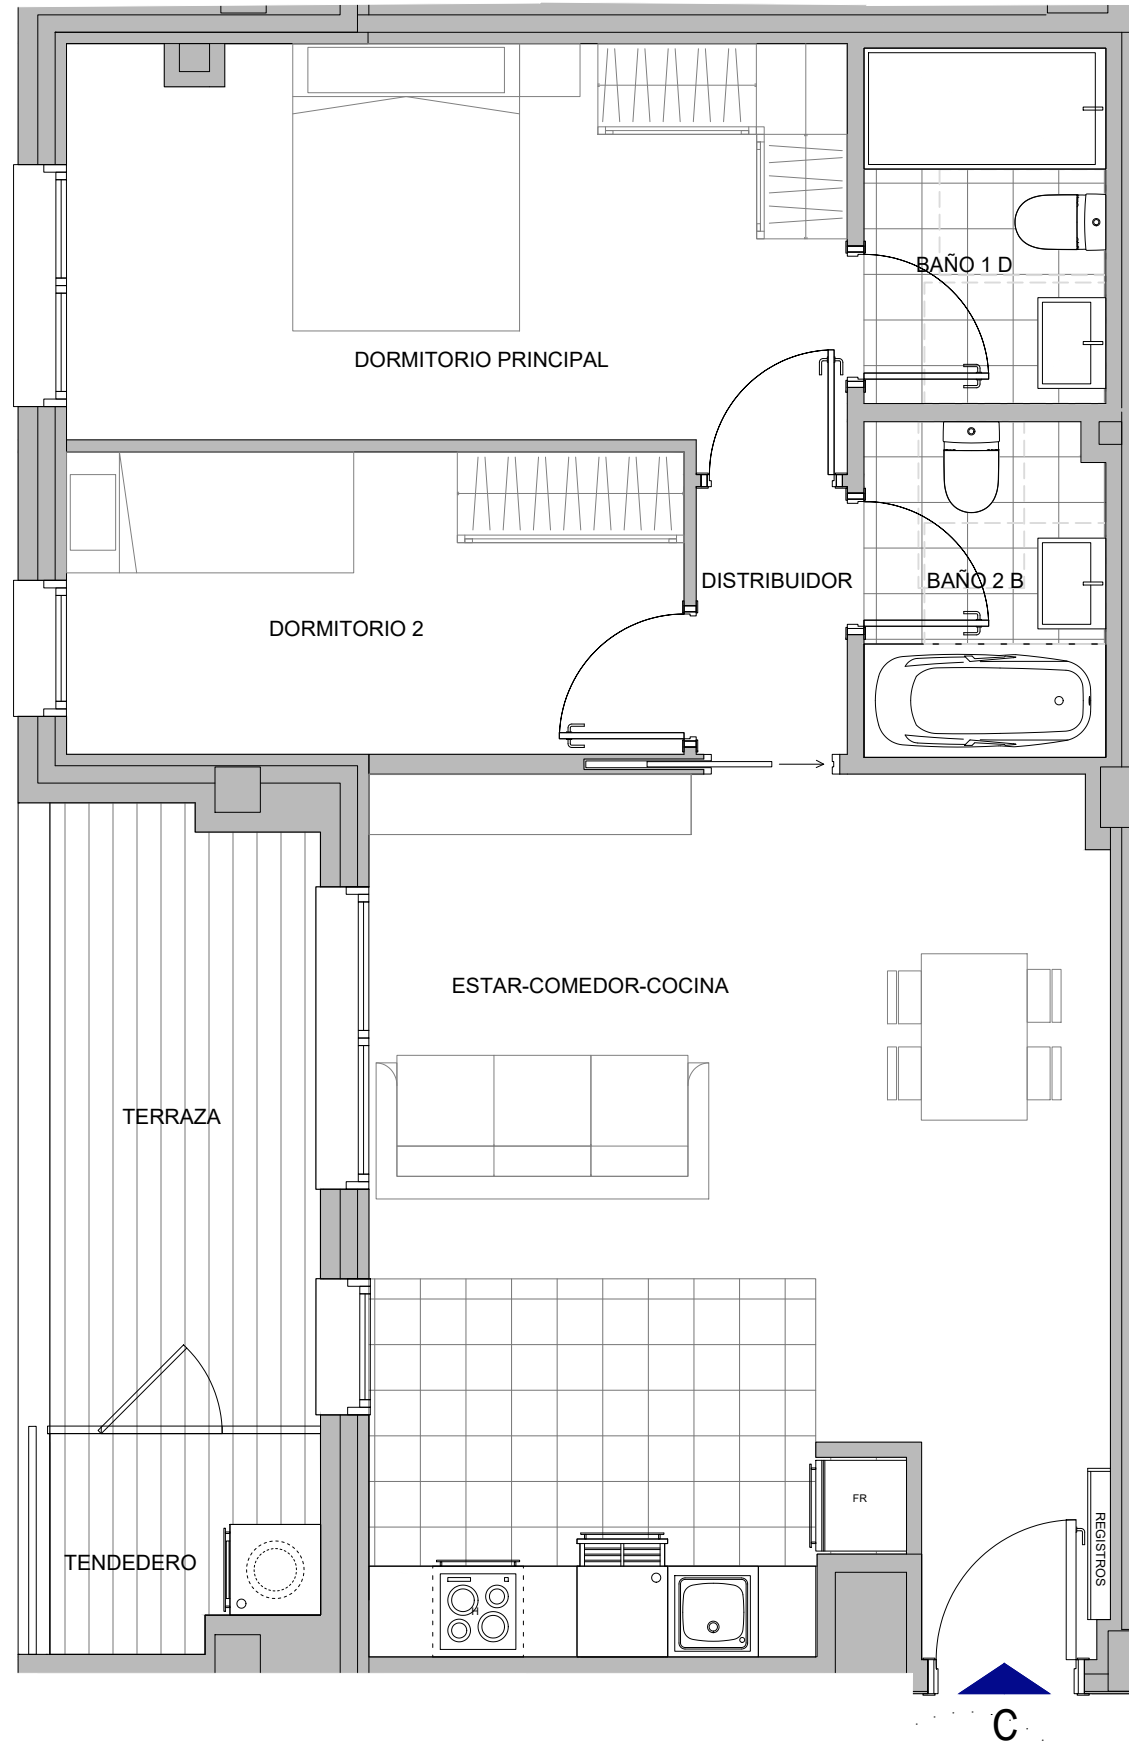 BAÑO 1 D
DORMITORIO PRINCIPAL
DISTRIBUIDOR
BAÑO 2 B
DORMITORIO 2
ESTAR-COMEDOR-COCINA
TERRAZA
FR
REGISTROS
TENDEDERO
H
C